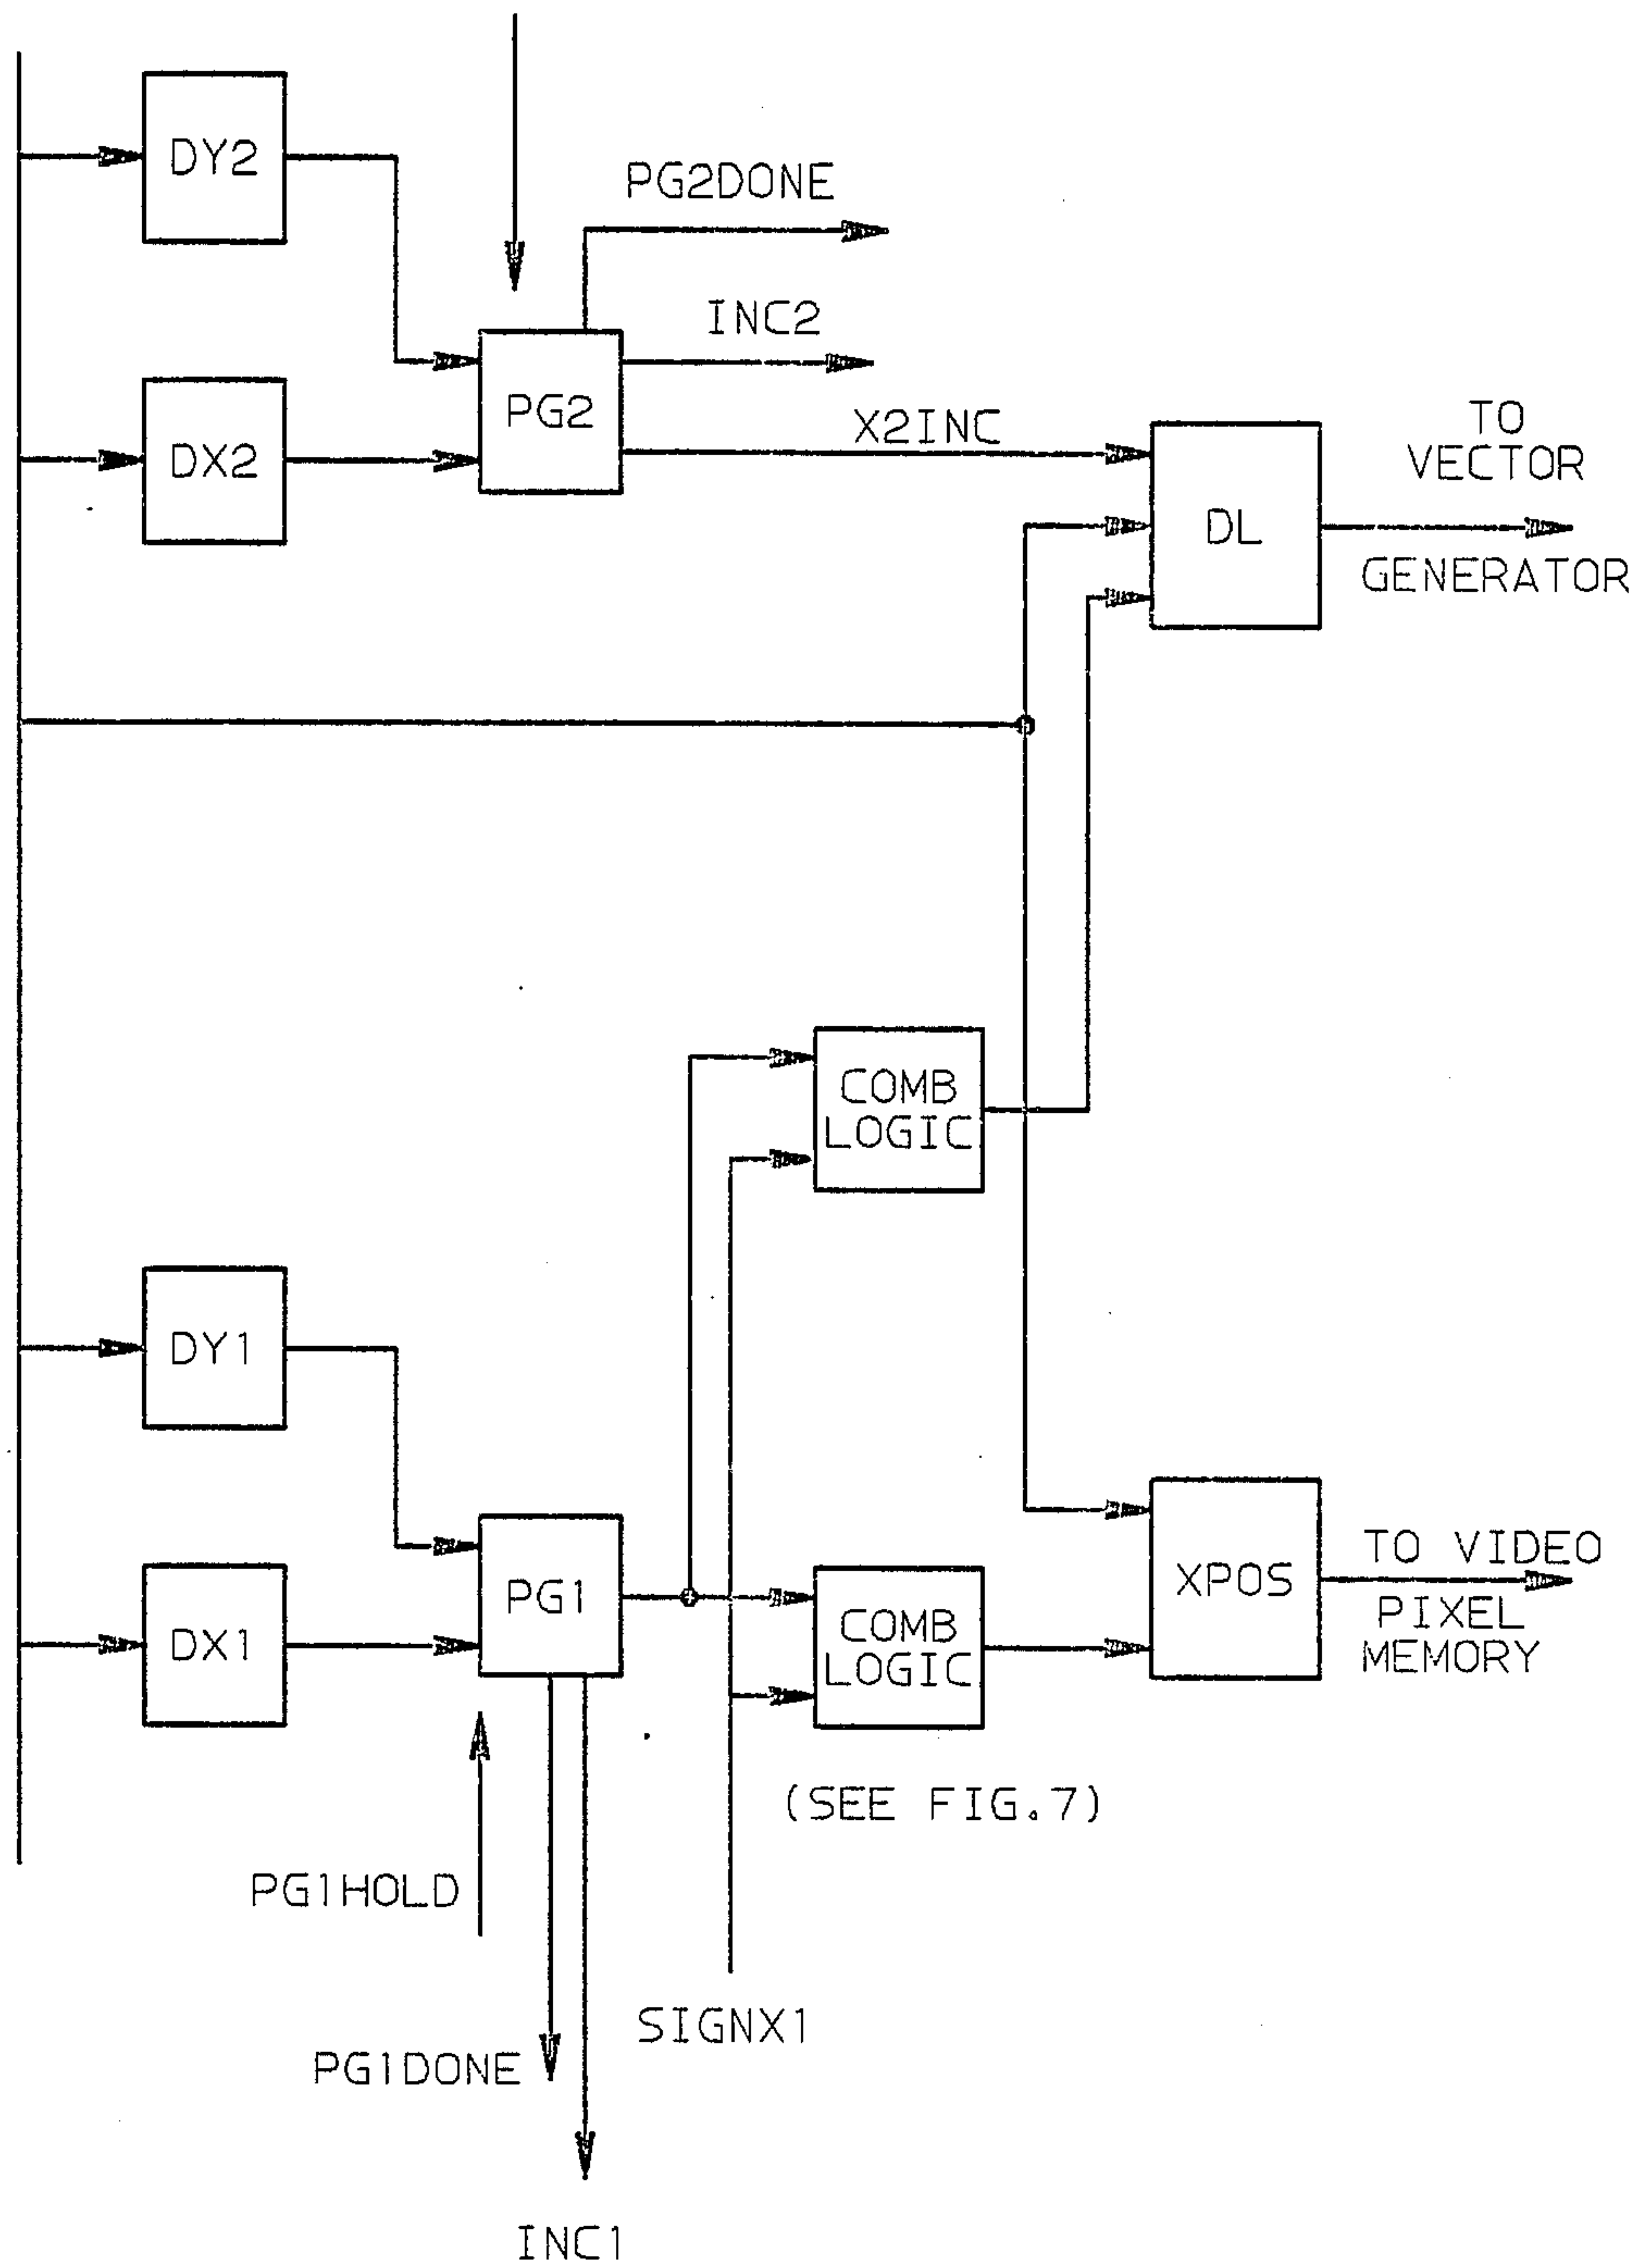 DY2
PG2DONE
INC2
DX2
PG2
X2INC
TO
VECTOR
DL
GENERATOR
COMB
LOGIC
DY1
PG1
DX1
COMB
LOGIC
XPOS
TO VIDEO
PIXEL
MEMORY
(SEE FIG.7)
PG1HOLD
SIGNX1
PG1DONE
INC1